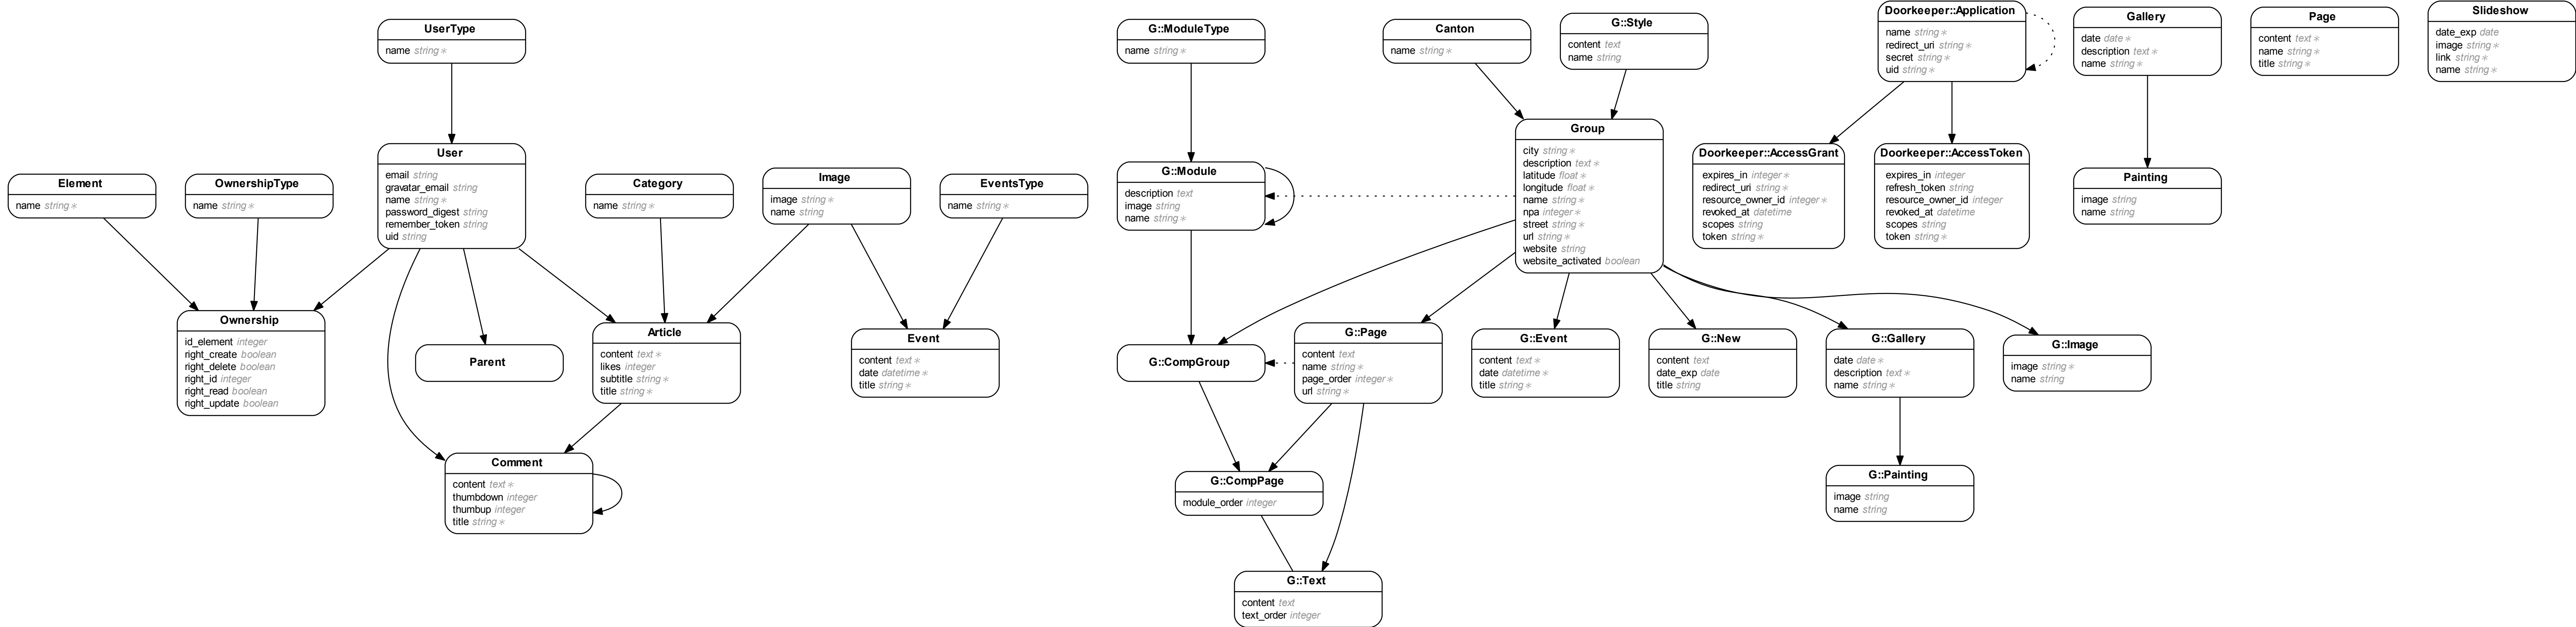 UserType
name string∗
G::ModuleType
name string∗
Canton
name string∗
G::Style
content text
name string
Doorkeeper::Application
name string∗
redirect_uri string∗
secret string∗
uid string∗
Gallery
date date∗
description text∗
name string∗
Page
content text∗
name string∗
title string∗
Slideshow
date_exp date
image string∗
link string∗
name string∗
Element
name string∗
OwnershipType
name string∗
User
email string
gravatar_email string
name string∗
password_digest string
remember_token string
uid string
Category
name string∗
Image
image string∗
name string
EventsType
name string∗
G::Module
description text
image string
name string∗
Group
city string∗
description text∗
latitude float∗
longitude float∗
name string∗
npa integer∗
street string∗
url string∗
website string
website_activated boolean
Doorkeeper::AccessGrant
expires_in integer∗
redirect_uri string∗
resource_owner_id integer∗
revoked_at datetime
scopes string
token string∗
Doorkeeper::AccessToken
expires_in integer
refresh_token string
resource_owner_id integer
revoked_at datetime
scopes string
token string∗
Painting
image string
name string
Ownership
id_element integer
right_create boolean
right_delete boolean
right_id integer
right_read boolean
right_update boolean
Parent
Article
content text∗
likes integer
subtitle string∗
title string∗
Event
content text∗
date datetime∗
title string∗
G::CompGroup
G::Page
content text
name string∗
page_order integer∗
url string∗
G::Event
content text∗
date datetime∗
title string∗
G::New
content text
date_exp date
title string
G::Gallery
date date∗
description text∗
name string∗
G::Image
image string∗
name string
Comment
content text∗
thumbdown integer
thumbup integer
title string∗
G::CompPage
module_order integer
G::Painting
image string
name string
G::Text
content text
text_order integer